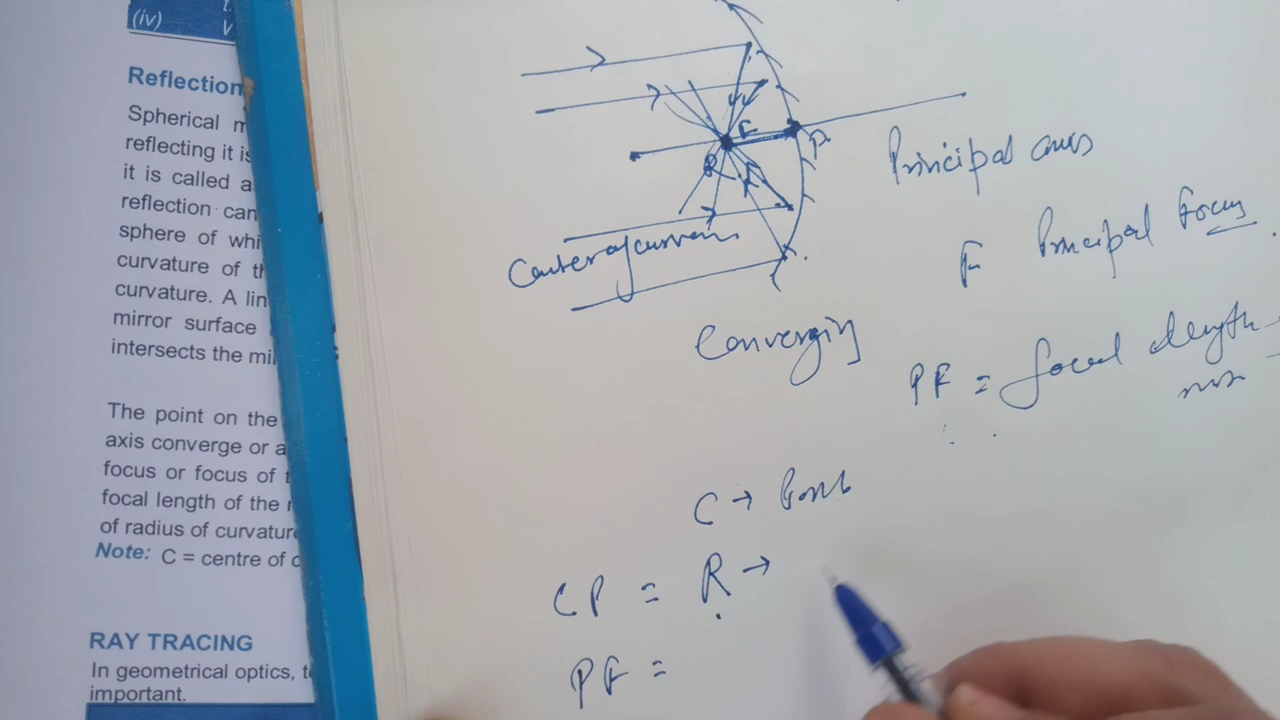 (iv)
V
Reflection
Spherical m
reflecting it is
it is called a
reflection can
sphere of whi
curvature of th
curvature. A lin
mirror surface
intersects the mi
The point on the
axis converge or a
focus or focus of t
focal length of the
of radius of curvature
Note: C = centre of c
RAY TRACING
In geometrical optics, t
important.
F
P
Principal axis
F Principal Focus
Converging
PF = focal length
C →
CP = R →
PF =